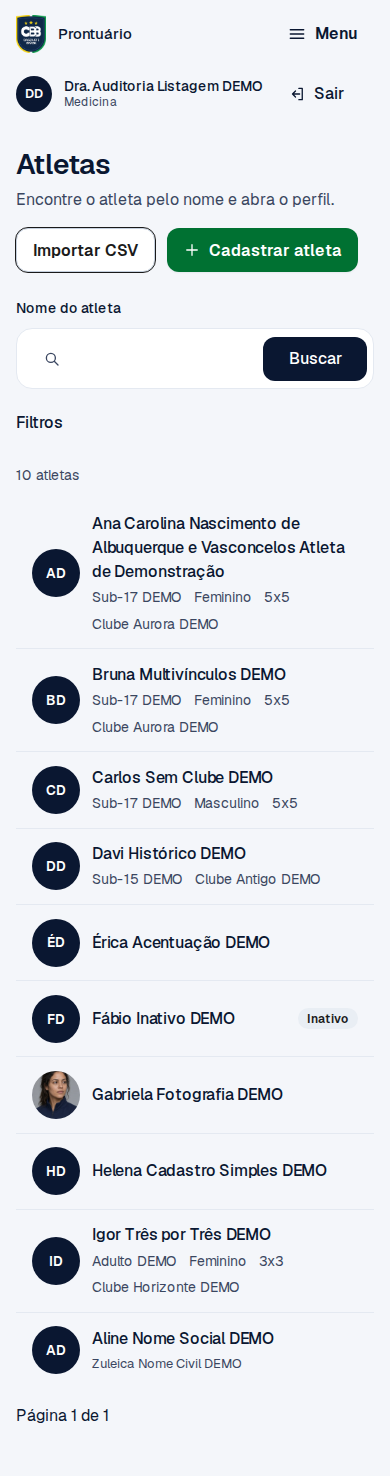 CBB
Prontuário
Menu
DD
Dra. Auditoria Listagem DEMO
Medicina
Sair
Atletas
Encontre o atleta pelo nome e abra o perfil.
Importar CSV
Cadastrar atleta
Nome do atleta
Buscar
Filtros
10 atletas
AD
Ana Carolina Nascimento de
Albuquerque e Vasconcelos Atleta
de Demonstração
Sub-17 DEMO Feminino 5x5
Clube Aurora DEMO
BD
Bruna Multivínculos DEMO
Sub-17 DEMO Feminino 5x5
Clube Aurora DEMO
CD
Carlos Sem Clube DEMO
Sub-17 DEMO Masculino 5x5
DD
Davi Histórico DEMO
Sub-15 DEMO Clube Antigo DEMO
ÉD
Érica Acentuação DEMO
FD
Fábio Inativo DEMO
Inativo
Gabriela Fotografia DEMO
HD
Helena Cadastro Simples DEMO
ID
Igor Três por Três DEMO
Adulto DEMO Feminino 3x3
Clube Horizonte DEMO
AD
Aline Nome Social DEMO
Zuleica Nome Civil DEMO
Página 1 de 1